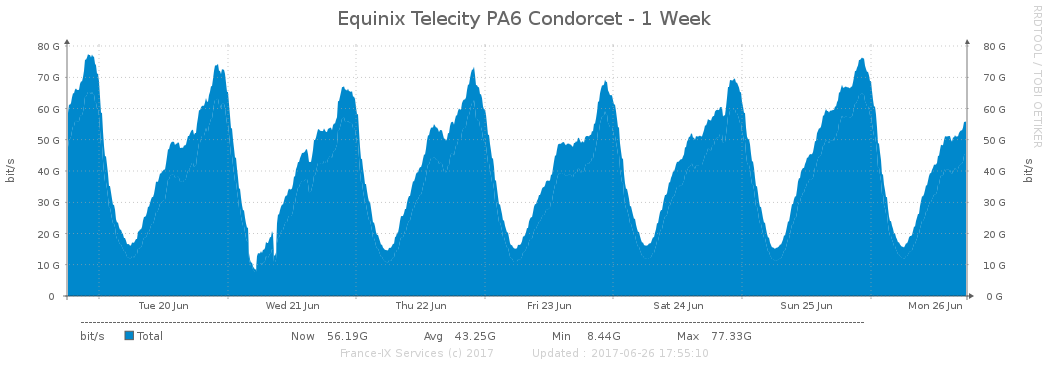 Equinix Telecity PA6 Condorcet - 1 Week
RRDTOOL / TOBI OETIKER
80 G 80 G
70 G 70 G
60 G 60 G
50 G 50 G
40 G 40 G
30 G 30 G
20 G 20 G
10 G 10 G
0 0 G
bit/s
bit/s
Tue 20 Jun Wed 21 Jun Thu 22 Jun Fri 23 Jun Sat 24 Jun Sun 25 Jun Mon 26 Jun
bit/s Total Now 56.19G Avg 43.25G Min 8.44G Max 77.33G
France-IX Services (c) 2017 Updated : 2017-06-26 17:55:10